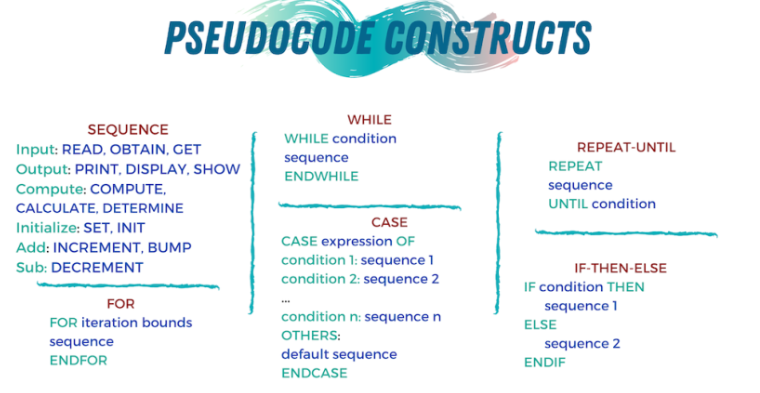 PSEUDOCODE CONSTRUCTS
SEQUENCE
Input: READ, OBTAIN, GET
Output: PRINT, DISPLAY, SHOW
Compute: COMPUTE,
CALCULATE, DETERMINE
Initialize: SET, INIT
Add: INCREMENT, BUMP
Sub: DECREMENT
FOR
FOR iteration bounds
sequence
ENDFOR
WHILE
WHILE condition
sequence
ENDWHILE
CASE
CASE expression OF
condition 1: sequence 1
condition 2: sequence 2
...
condition n: sequence n
OTHERS:
default sequence
ENDCASE
REPEAT-UNTIL
REPEAT
sequence
UNTIL condition
IF-THEN-ELSE
IF condition THEN
sequence 1
ELSE
sequence 2
ENDIF